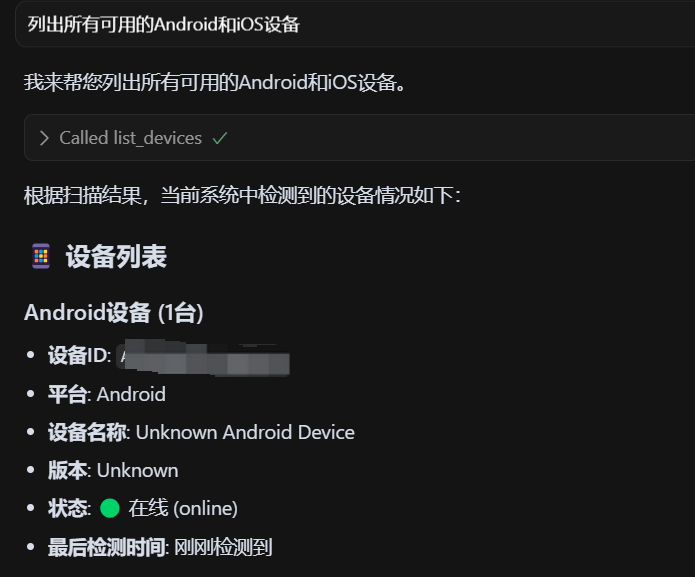 列出所有可用的Android和iOS设备
我来帮您列出所有可用的Android和iOS设备。
Called list_devices
根据扫描结果，当前系统中检测到的设备情况如下：
设备列表
Android设备 (1台)
设备ID:
平台: Android
设备名称: Unknown Android Device
版本: Unknown
状态: 在线 (online)
最后检测时间: 刚刚检测到